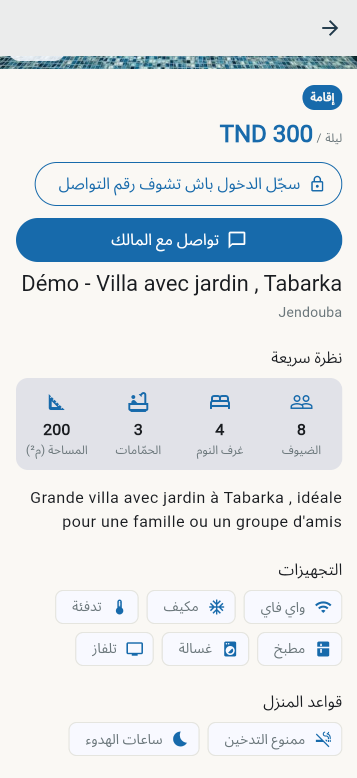 إقامة
TND 300 / ليلة
سجّل الدخول باش تشوف رقم التواصل
تواصل مع المالك
Démo - Villa avec jardin , Tabarka
Jendouba
نظرة سريعة
8 4 3 200
الضيوف غرف النوم الحمّامات المساحة (م²)
Grande villa avec jardin à Tabarka , idéale
pour une famille ou un groupe d'amis
التجهيزات
واي فاي مكيف تدفئة
مطبخ غسالة تلفاز
قواعد المنزل
ممنوع التدخين ساعات الهدوء